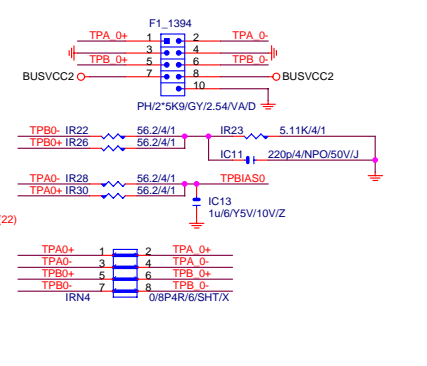 F1_1394
TPA_0+ 1 2 TPA_0-
3 4
TPB_0+ 5 6 TPB_0-
BUSVCC2 7 8 BUSVCC2
10
PH/2*5K9/GY/2.54/VA/D
TPB0- IR22 56.2/4/1 IR23 5.11K/4/1
TPB0+ IR26 56.2/4/1
IC11 220p/4/NPO/50V/J
TPA0- IR28 56.2/4/1 TPBIAS0
TPA0+ IR30 56.2/4/1
IC13
1u/6/Y5V/10V/Z
(22)
TPA0+ 1 2 TPA_0+
TPA0- 3 4 TPA_0-
TPB0+ 5 6 TPB_0+
TPB0- 7 8 TPB_0-
IRN4 0/8P4R/6/SHT/X